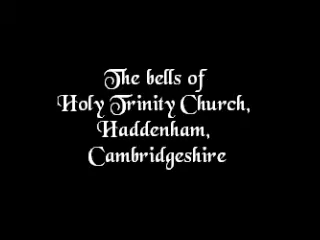 The bells of
Holy Trinity Church,
Haddenham,
Cambridgeshire